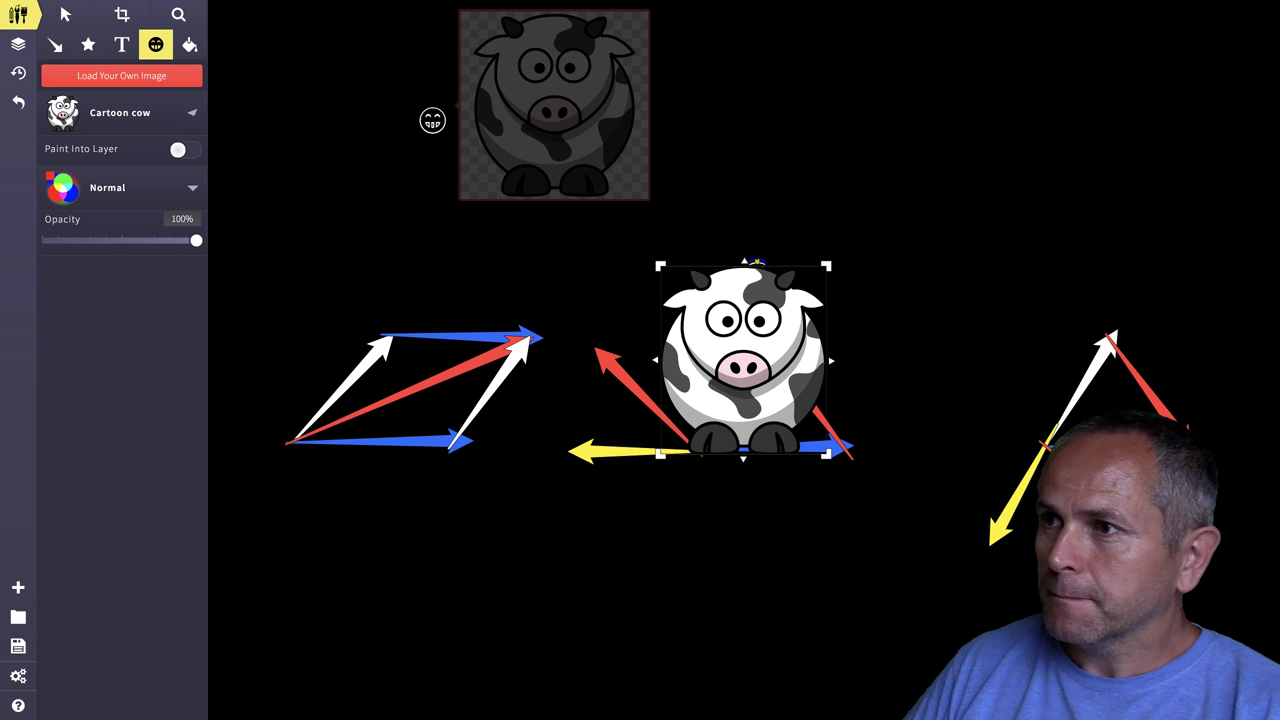 T
Load Your Own Image
Cartoon cow
Paint Into Layer
Normal
Opacity
100%
?